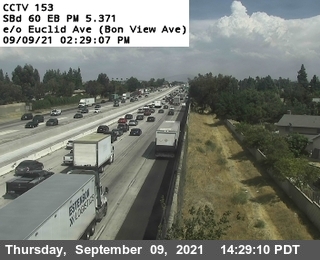 CCTV 153
SBd 60 EB PM 5.371
e/o Euclid Ave (Bon View Ave)
09/09/21 02:29:07 PM
Thursday, September 09, 2021 14:29:10 PDT